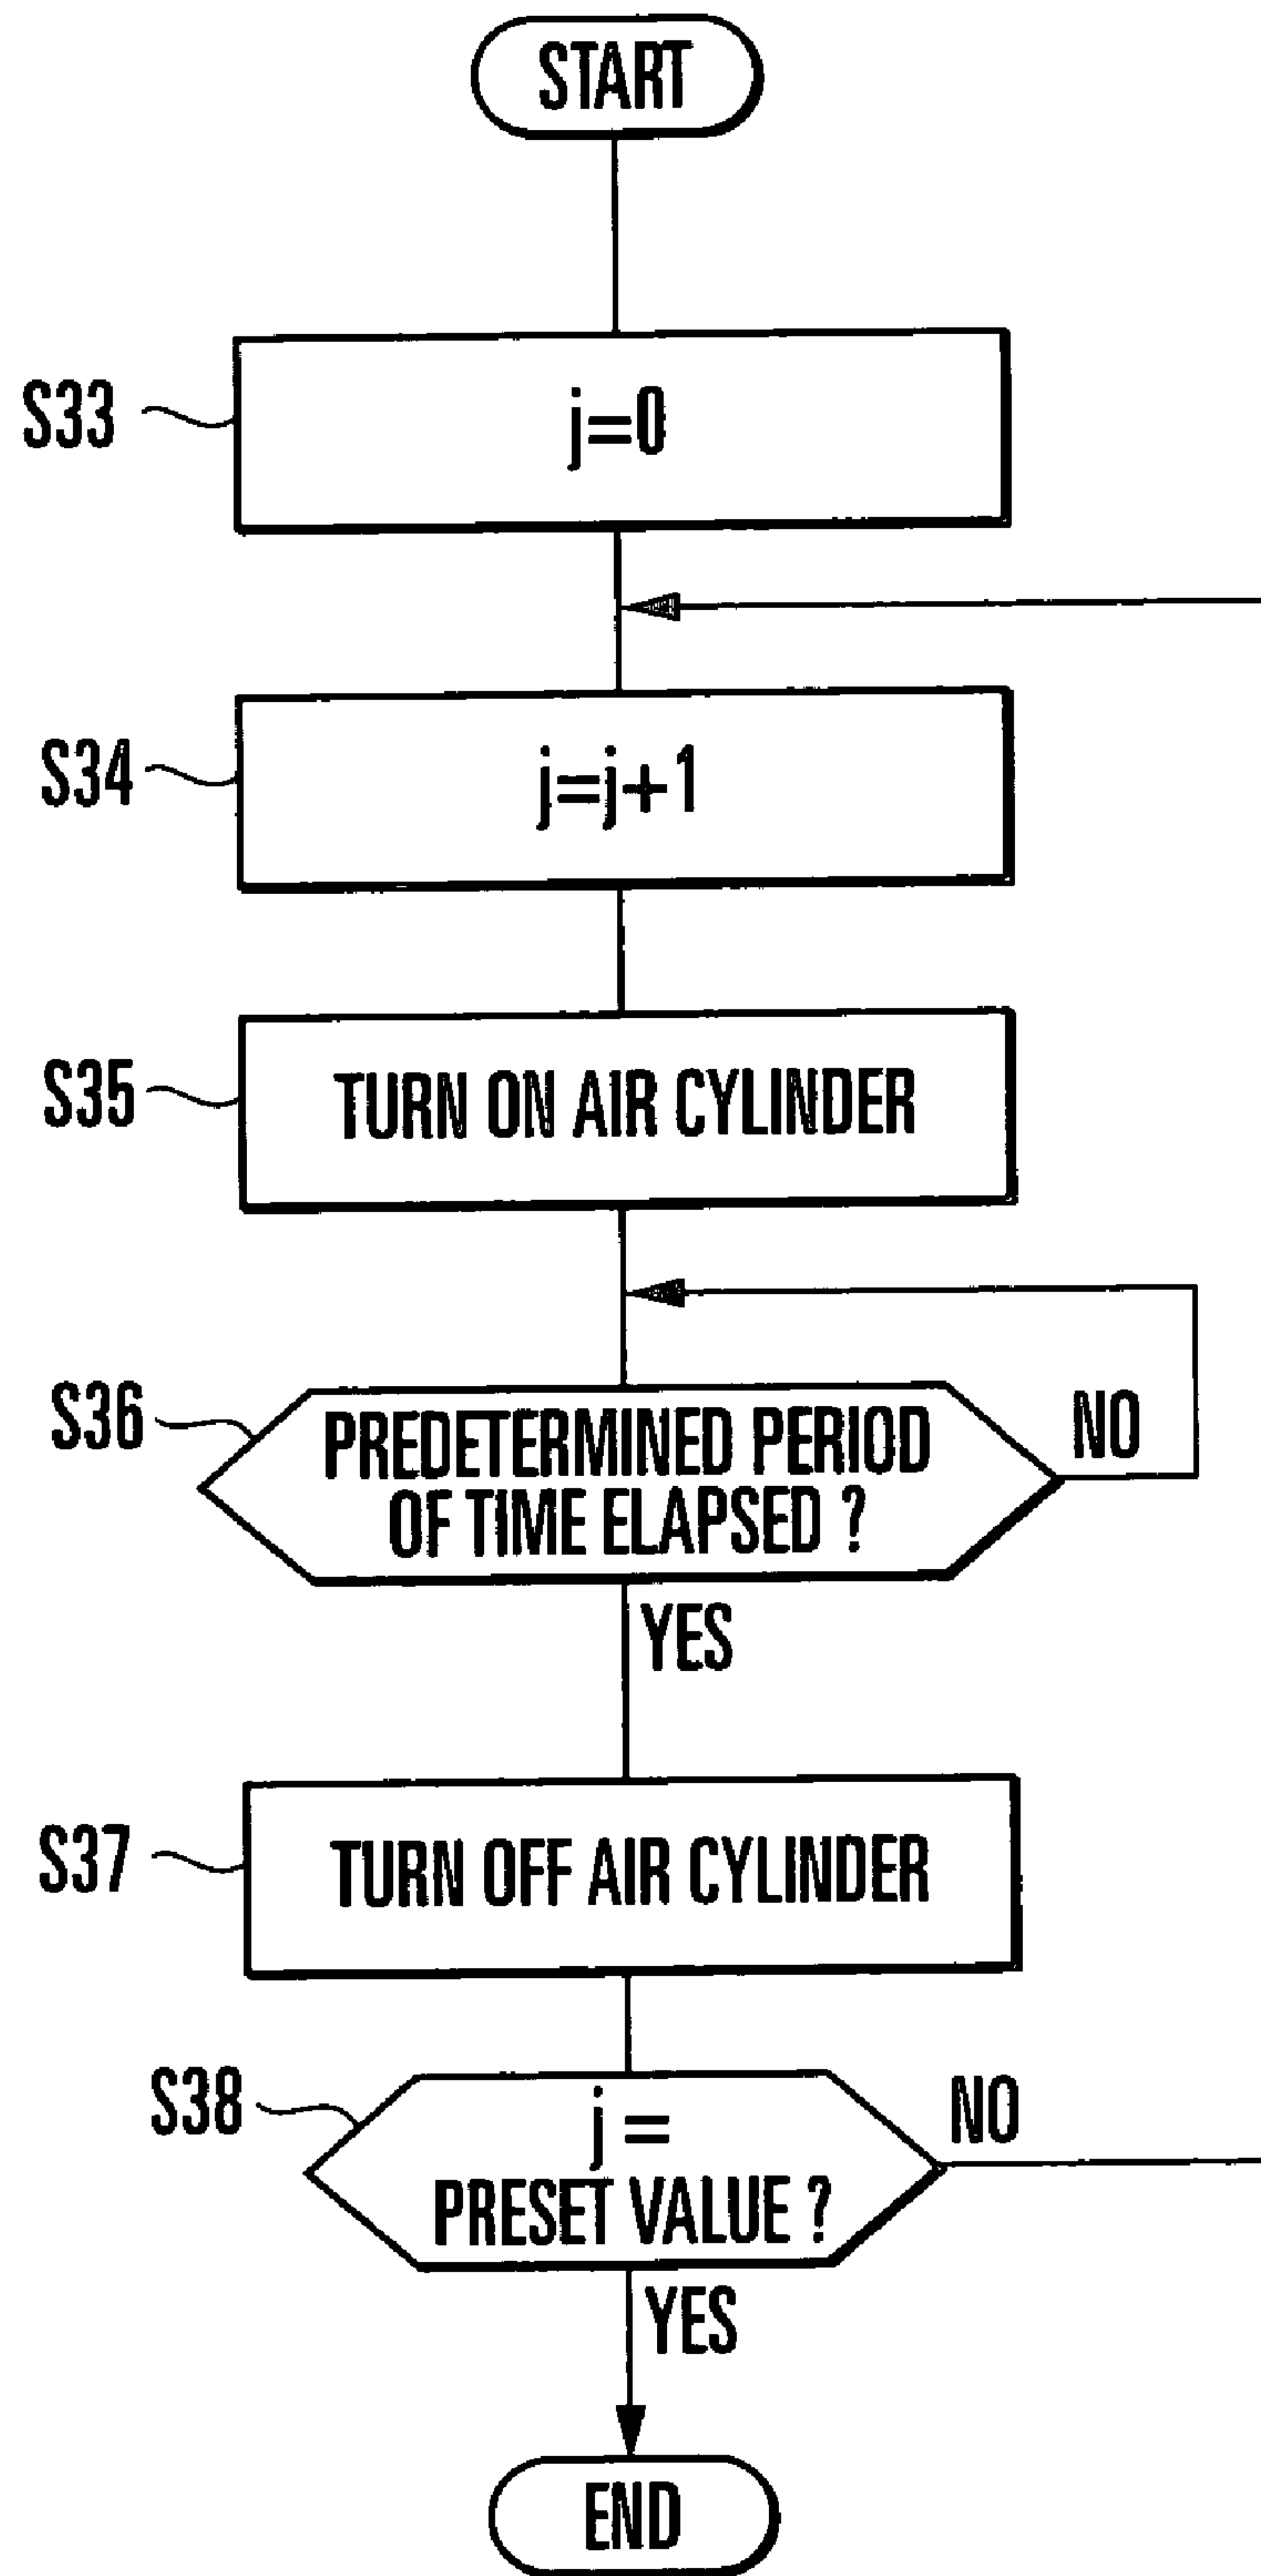 START
S33
j=0
S34
j=j+1
S35
TURN ON AIR CYLINDER
S36
PREDETERMINED PERIOD
OF TIME ELAPSED ?
NO
YES
S37
TURN OFF AIR CYLINDER
S38
j =
PRESET VALUE ?
NO
YES
END